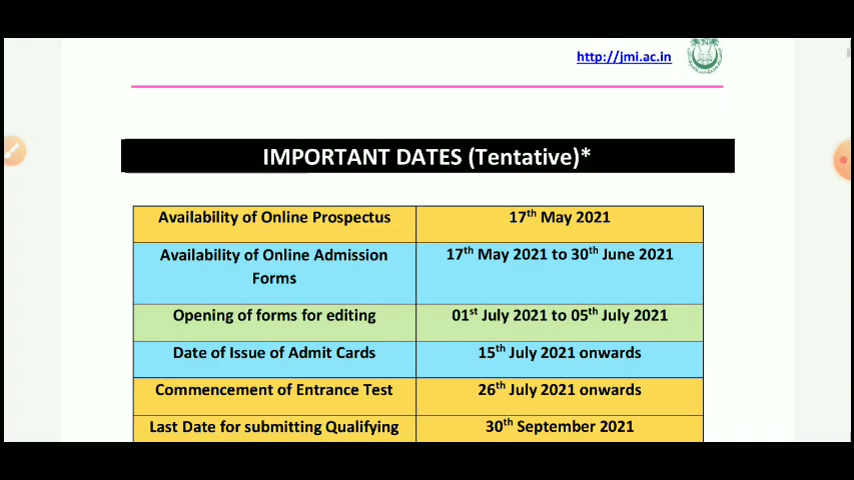 http://jmi.ac.in
IMPORTANT DATES (Tentative)*
Availability of Online Prospectus
17th May 2021
Availability of Online Admission
Forms
17th May 2021 to 30th June 2021
Opening of forms for editing
01st July 2021 to 05th July 2021
Date of Issue of Admit Cards
15th July 2021 onwards
Commencement of Entrance Test
26th July 2021 onwards
Last Date for submitting Qualifying
30th September 2021